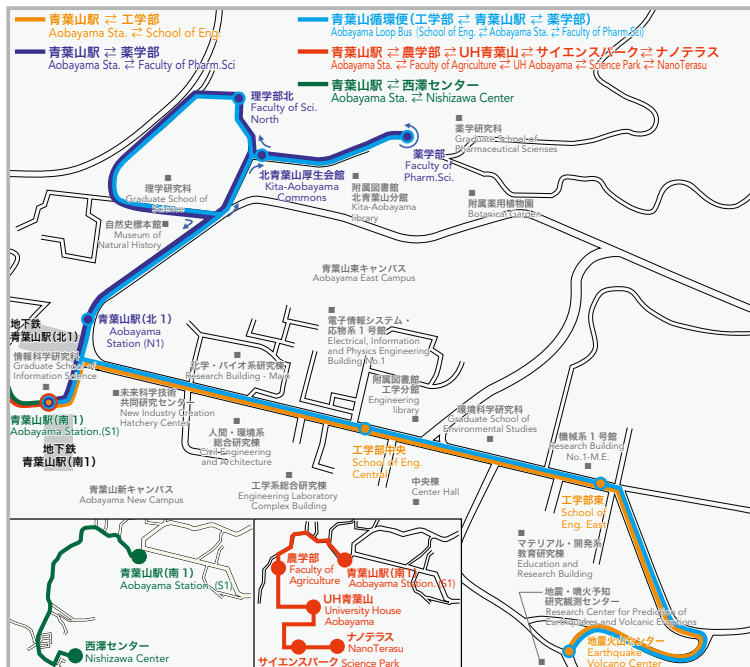 青葉山駅 ⇄ 工学部
Aobayama Sta. ⇄ School of Eng.
青葉山駅 ⇄ 薬学部
Aobayama Sta. ⇄ Faculty of Pharm.Sci
青葉山循環便(工学部 ⇄ 青葉山駅 ⇄ 薬学部)
Aobayama Loop Bus (School of Eng. ⇄ Aobayama Sta. ⇄ Faculty of Pharm Sci)
青葉山駅 ⇄ 農学部 ⇄ UH青葉山 ⇄ サイエンスパーク ⇄ ナノテラス
Aobayama Sta. ⇄ Faculty of Agriculture ⇄ UH Aobayama ⇄ Science Park ⇄ NanoTerasu
青葉山駅 ⇄ 西澤センター
Aobayama Sta. ⇄ Nishizawa Center
理学部北
Faculty of Sci.
North
薬学研究科
Graduate School of
Pharmaceutical Scienses
薬学部
Faculty of
Pharm.Sci.
北青葉山厚生会館
Kita-Aobayama
Commons
理学研究科
Graduate School of
Science
附属図書館
北青葉山分館
Kita-Aobayama
library
附属薬用植物園
Botanical Garden
自然史標本館
Museum of
Natural History
青葉山東キャンパス
Aobayama East Campus
青葉山駅(北 1)
Aobayama
Station (N1)
地下鉄
青葉山駅(北1)
電子情報システム・
応物系 1 号館
Electrical, Information
and Physics Engineering
Building No.1
情報科学研究科
Graduate School of
Information Science
化学・バイオ系研究棟
Research Building - Main
附属図書館
工学分館
Engineering
library
未来科学技術
共同研究センター
New Industry Creation
Hatchery Center
環境科学研究科
Graduate School of
Environmental Studies
青葉山駅(南 1)
Aobayama Station.(S1)
人間・環境系
総合研究棟
Civil Engineering
and Architecture
工学部中央
School of Eng.
Central
機械系 1 号館
Research Building
No.1-M.E.
地下鉄
青葉山駅(南1)
青葉山新キャンパス
Aobayama New Campus
工学系総合研究棟
Engineering Laboratory
Complex Building
中央棟
Center Hall
工学部東
School of
Eng. East
マテリアル・開発系
教育研究棟
Education and
Research Building
地震・噴火予知
研究観測センター
Research Center for Prediction of
Earthquakes and Volcanic Eruptions
地震火山センター
Earthquake
Volcano Center
青葉山駅(南 1)
Aobayama Station.(S1)
西澤センター
Nishizawa Center
農学部
Faculty of
Agriculture
青葉山駅(南1)
Aobayama Station.(S1)
UH青葉山
University House
Aobayama
ナノテラス
NanoTerasu
サイエンスパーク Science Park